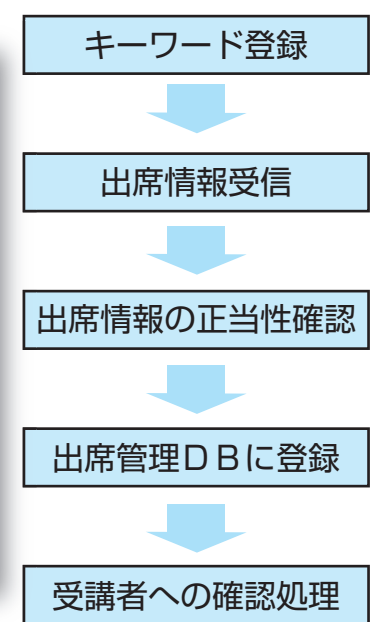 キーワード登録
出席情報受信
出席情報の正当性確認
出席管理ＤＢに登録
受講者への確認処理